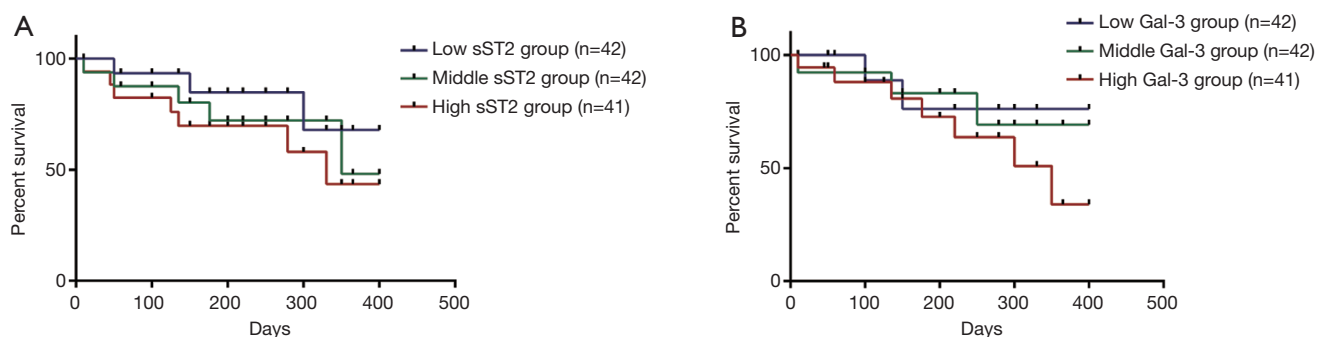 A
Low sST2 group (n=42)
Middle sST2 group (n=42)
High sST2 group (n=41)
Percent survival
100
50
0
0 100 200 300 400 500
Days
B
Low Gal-3 group (n=42)
Middle Gal-3 group (n=42)
High Gal-3 group (n=41)
Percent survival
100
50
0
0 100 200 300 400 500
Days